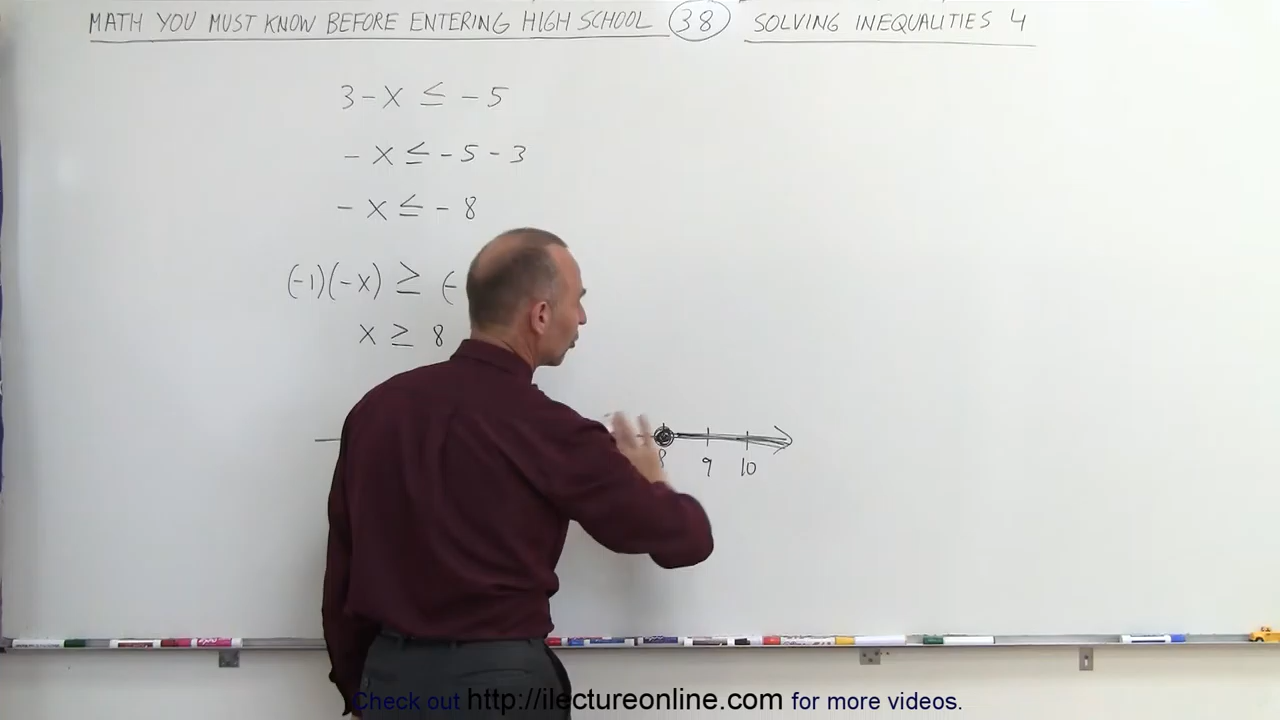 MATH YOU MUST KNOW BEFORE ENTERING HIGH SCHOOL 38 SOLVING INEQUALITIES 4
3 - X ≤ - 5
- X ≤ - 5 - 3
- X ≤ - 8
(-1)(-X) ≥ (-
X ≥ 8
8 9 10
Check out http://ilectureonline.com for more videos.